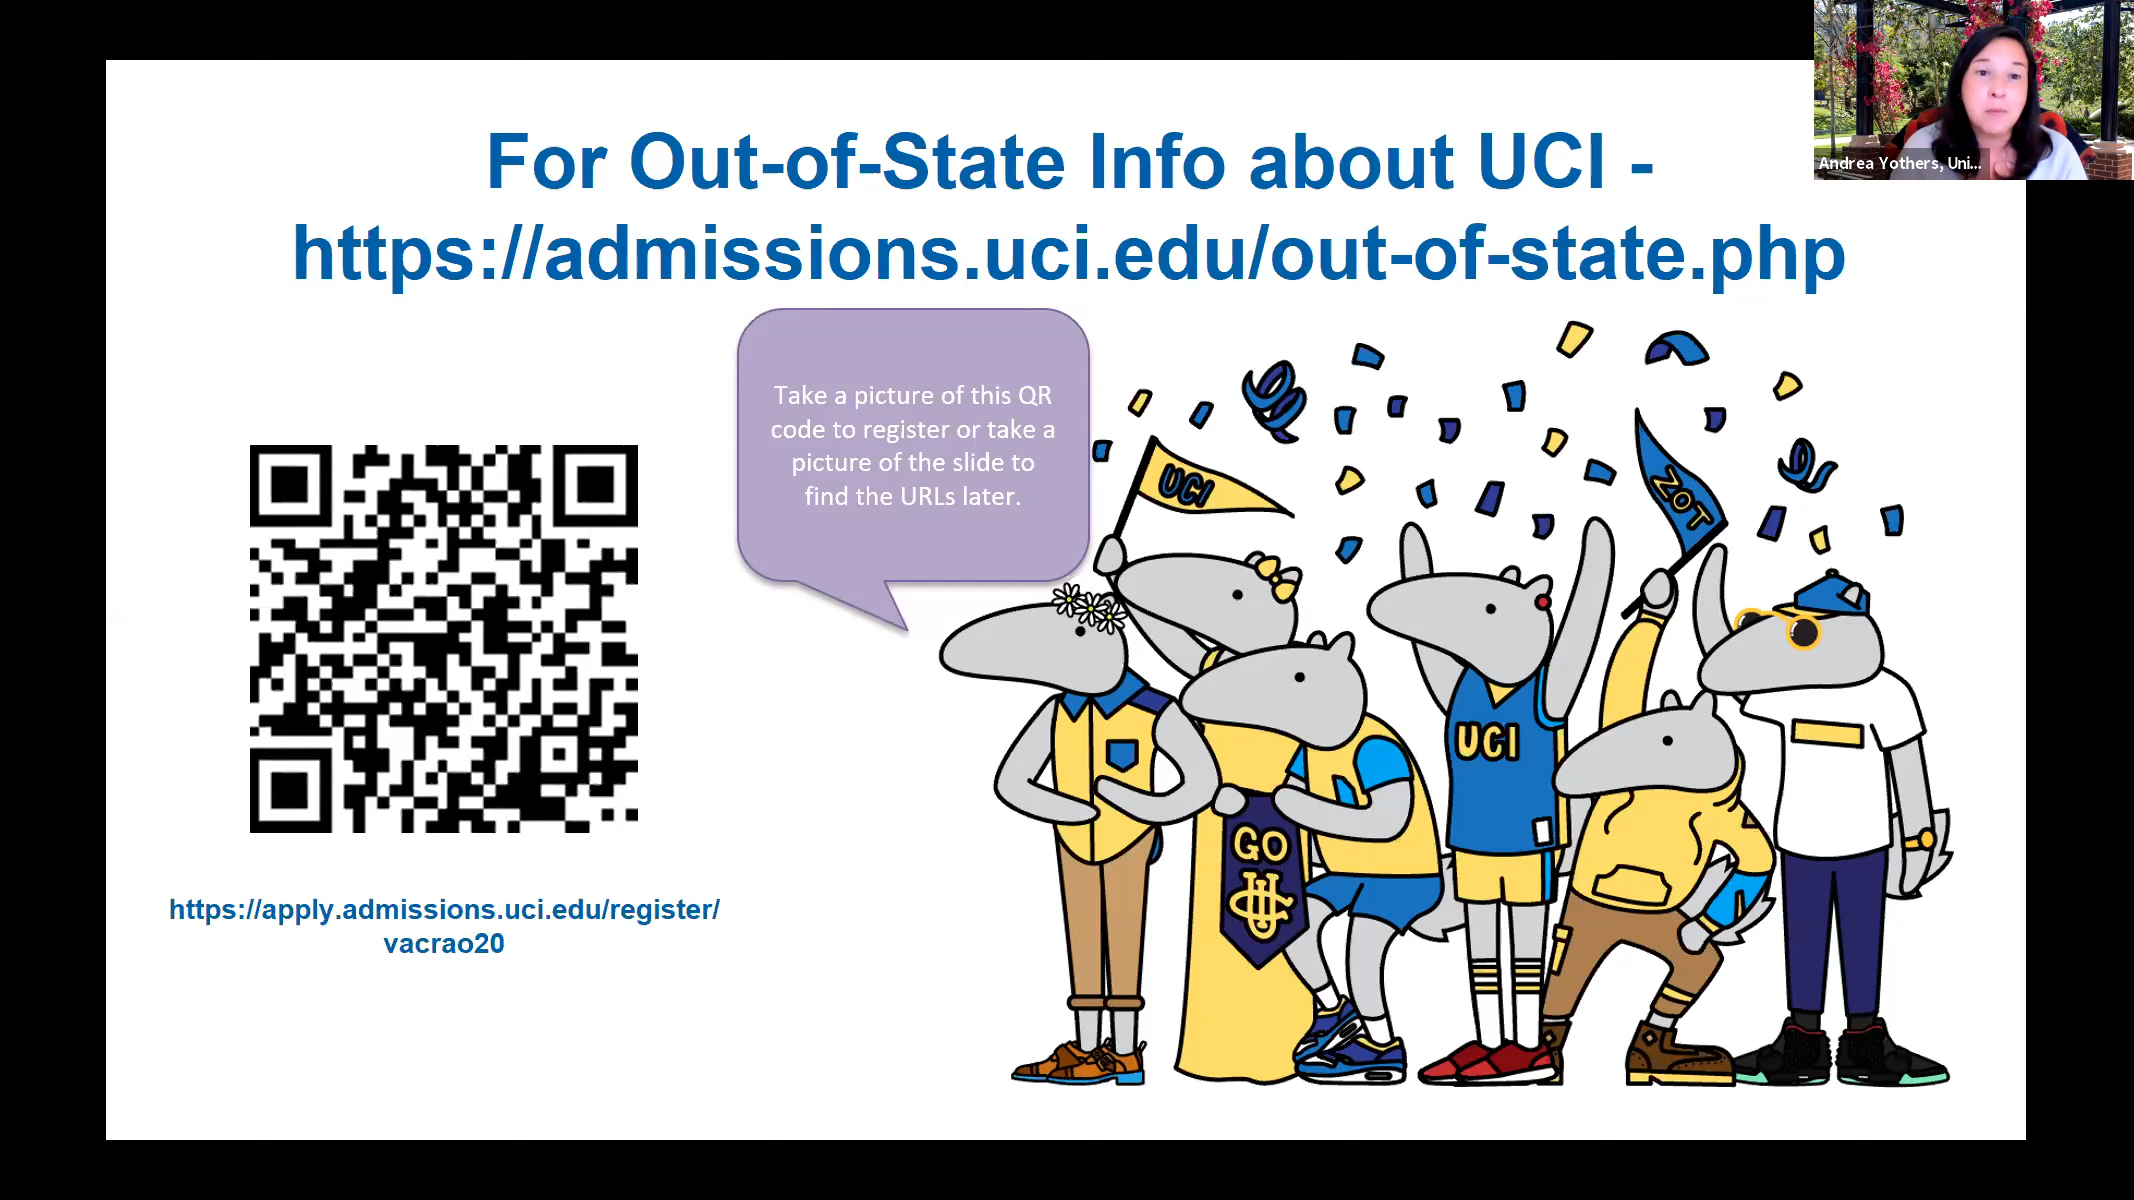 For Out-of-State Info about UCI -
https://admissions.uci.edu/out-of-state.php
Andrea Yothers, Uni...
Take a picture of this QR
code to register or take a
picture of the slide to
find the URLs later.
UCI
ZOT
UCI
GO
https://apply.admissions.uci.edu/register/
vacrao20